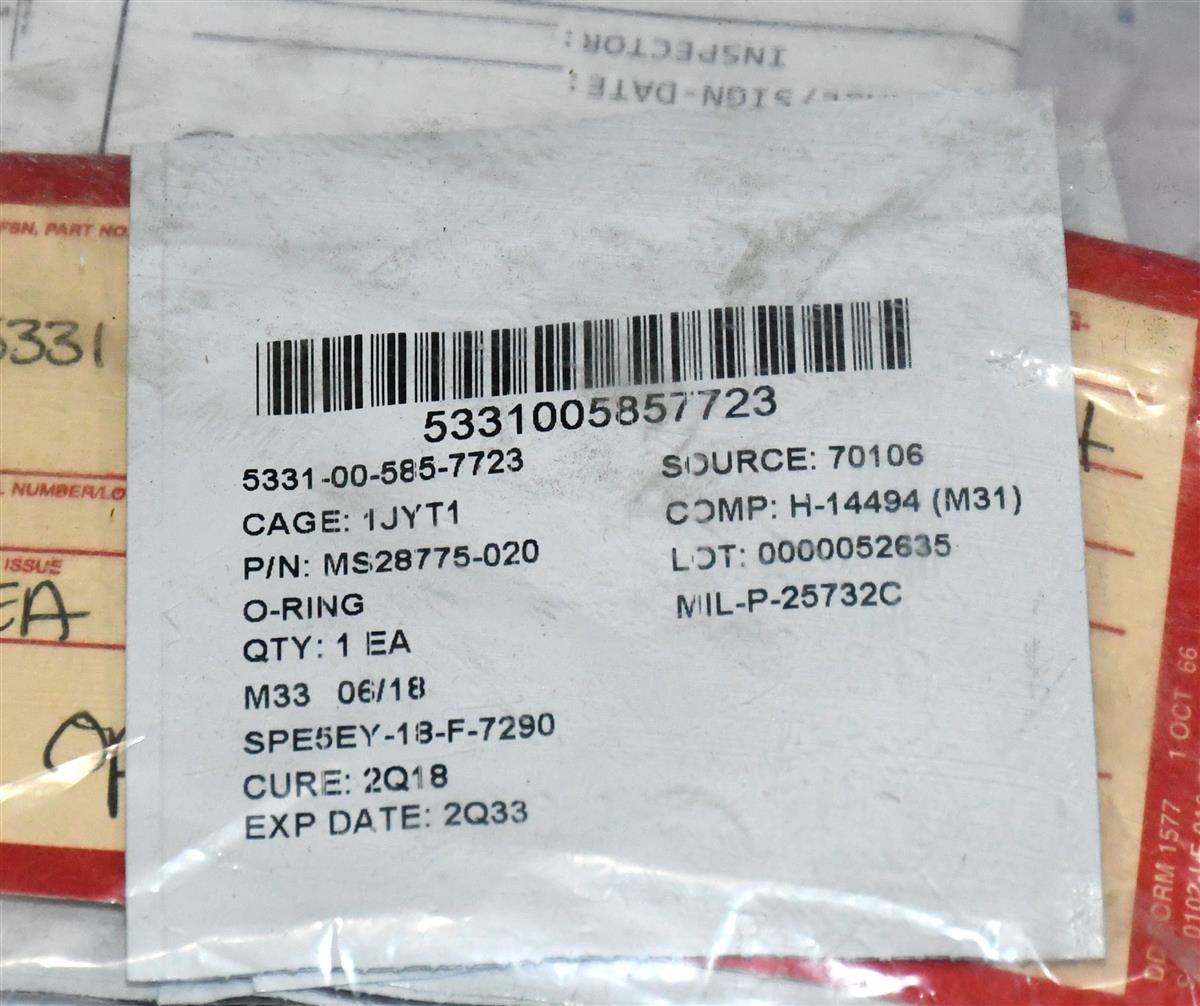 INSPECTOR:
SIGN-DATE:
FSN, PART NO.
5331
NUMBER/LO
ISSUE
EA
5331005857723
5331-00-585-7723
CAGE: 1JYT1
P/N: MS28775-020
O-RING
QTY: 1 EA
M33 06/18
SPE5EY-18-F-7290
CURE: 2Q18
EXP DATE: 2Q33
SOURCE: 70106
COMP: H-14494 (M31)
LOT: 0000052635
MIL-P-25732C
DD FORM 1577 1 OCT 66